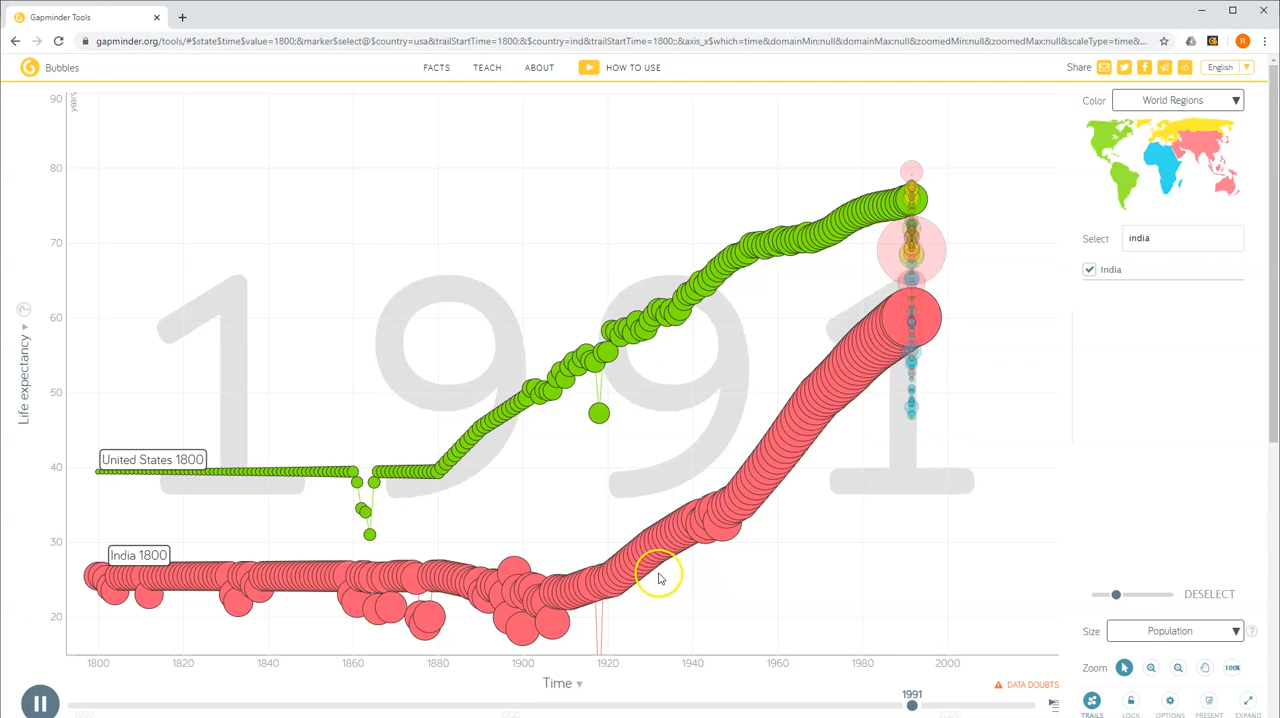 Gapminder Tools
gapminder.org/tools/#$state$time$value=1800;&marker$select@$country=usa&trailStartTime=1800;&$country=ind&trailStartTime=1800;;&axis_x$which=time&domainMin:null&domainMax:null&zoomedMin:null&zoomedMax:null&scaleType=time&...
R
Bubbles
FACTS TEACH ABOUT HOW TO USE
Share English
Color World Regions
years
90
80
70
60
50
40
30
20
Life expectancy
?
1991
United States 1800
India 1800
Select india
India
DESELECT
Size Population ?
1800 1820 1840 1860 1880 1900 1920 1940 1960 1980 2000
Zoom 100%
Time DATA DOUBTS
1991
1800 1900 2000
TRAILS LOCK OPTIONS PRESENT EXPAND